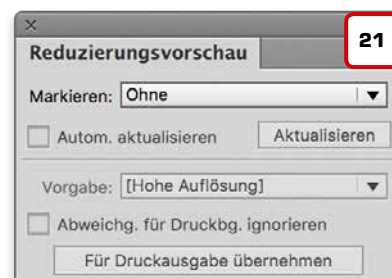 21
Reduzierungsvorschau
Markieren: Ohne
Autom. aktualisieren Aktualisieren
Vorgabe: [Hohe Auflösung]
Abweichg. für Druckbg. ignorieren
Für Druckausgabe übernehmen